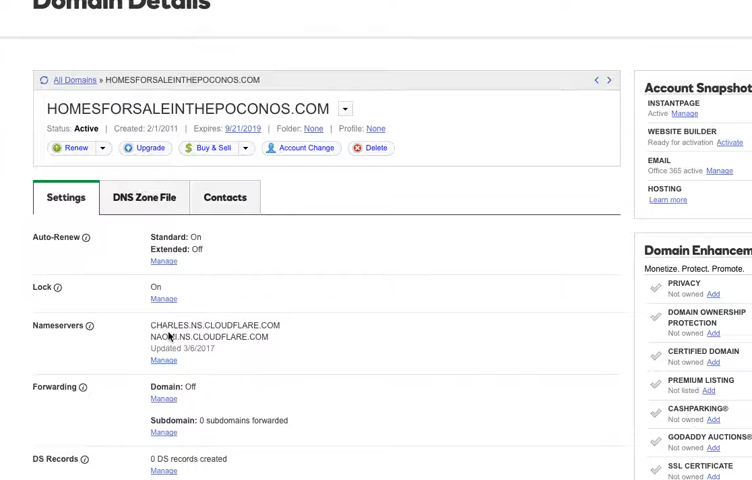 Domain Details
All Domains » HOMESFORSALEINTHEPOCONOS.COM
HOMESFORSALEINTHEPOCONOS.COM
Status: Active | Created: 2/1/2011 | Expires: 9/21/2019 | Folder: None | Profile: None
Renew Upgrade Buy & Sell Account Change Delete
Settings DNS Zone File Contacts
Auto-Renew Standard: On
Extended: Off
Manage
Lock On
Manage
Nameservers CHARLES.NS.CLOUDFLARE.COM
NAOMI.NS.CLOUDFLARE.COM
Updated 3/6/2017
Manage
Forwarding Domain: Off
Manage
Subdomain: 0 subdomains forwarded
Manage
DS Records 0 DS records created
Manage
Account Snapshot
INSTANTPAGE
Active Manage
WEBSITE BUILDER
Ready for activation Activate
EMAIL
Office 365 active Manage
HOSTING
Learn more
Domain Enhancem
Monetize. Protect. Promote.
PRIVACY
Not owned Add
DOMAIN OWNERSHIP
PROTECTION
Not owned Add
CERTIFIED DOMAIN
Not owned Add
PREMIUM LISTING
Not listed Add
CASHPARKING®
Not owned Add
GODADDY AUCTIONS®
Not owned Add
SSL CERTIFICATE
Not owned Add